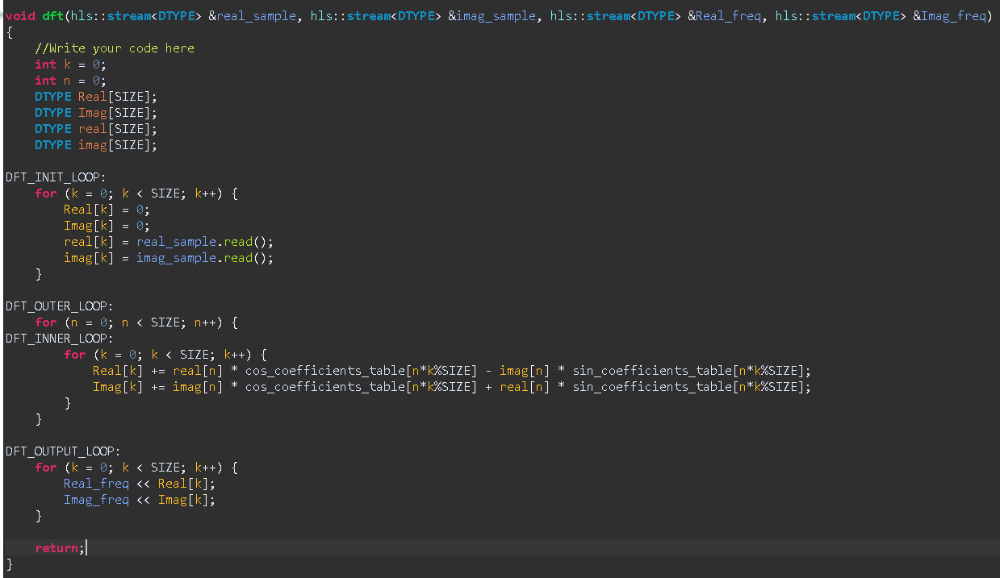 void dft(hls::stream<DTYPE> &real_sample, hls::stream<DTYPE> &imag_sample, hls::stream<DTYPE> &Real_freq, hls::stream<DTYPE> &Imag_freq)
{
    //Write your code here
    int k = 0;
    int n = 0;
    DTYPE Real[SIZE];
    DTYPE Imag[SIZE];
    DTYPE real[SIZE];
    DTYPE imag[SIZE];
DFT_INIT_LOOP:
    for (k = 0; k < SIZE; k++) {
        Real[k] = 0;
        Imag[k] = 0;
        real[k] = real_sample.read();
        imag[k] = imag_sample.read();
    }
DFT_OUTER_LOOP:
    for (n = 0; n < SIZE; n++) {
DFT_INNER_LOOP:
        for (k = 0; k < SIZE; k++) {
            Real[k] += real[n] * cos_coefficients_table[n*k%SIZE] - imag[n] * sin_coefficients_table[n*k%SIZE];
            Imag[k] += imag[n] * cos_coefficients_table[n*k%SIZE] + real[n] * sin_coefficients_table[n*k%SIZE];
        }
    }
DFT_OUTPUT_LOOP:
    for (k = 0; k < SIZE; k++) {
        Real_freq << Real[k];
        Imag_freq << Imag[k];
    }
    return;
}